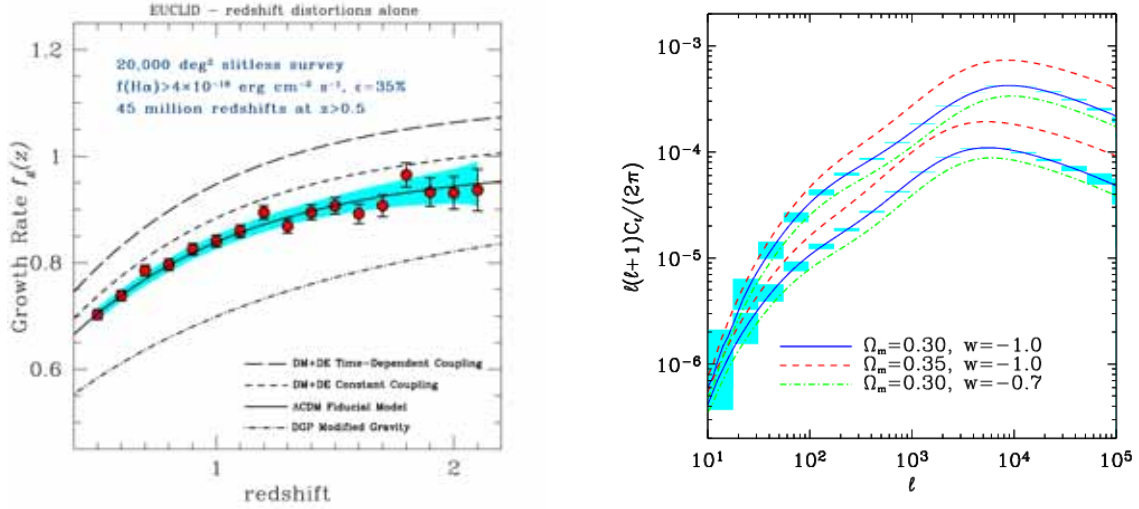 EUCLID - redshift distortions alone
20,000 deg² slitless survey
f(Hα)>4×10⁻¹⁶ erg cm⁻² s⁻¹, ε=35%
45 million redshifts at z>0.5
Growth Rate f_g(z)
1.2
1
0.8
0.6
DM+DE Time-Dependent Coupling
DM+DE Constant Coupling
ΛCDM Fiducial Model
DGP Modified Gravity
1
2
redshift
ℓ(ℓ+1)C_ℓ/(2π)
10⁻³
10⁻⁴
10⁻⁵
10⁻⁶
Ω_m=0.30, w=−1.0
Ω_m=0.35, w=−1.0
Ω_m=0.30, w=−0.7
10¹
10²
10³
10⁴
10⁵
ℓ